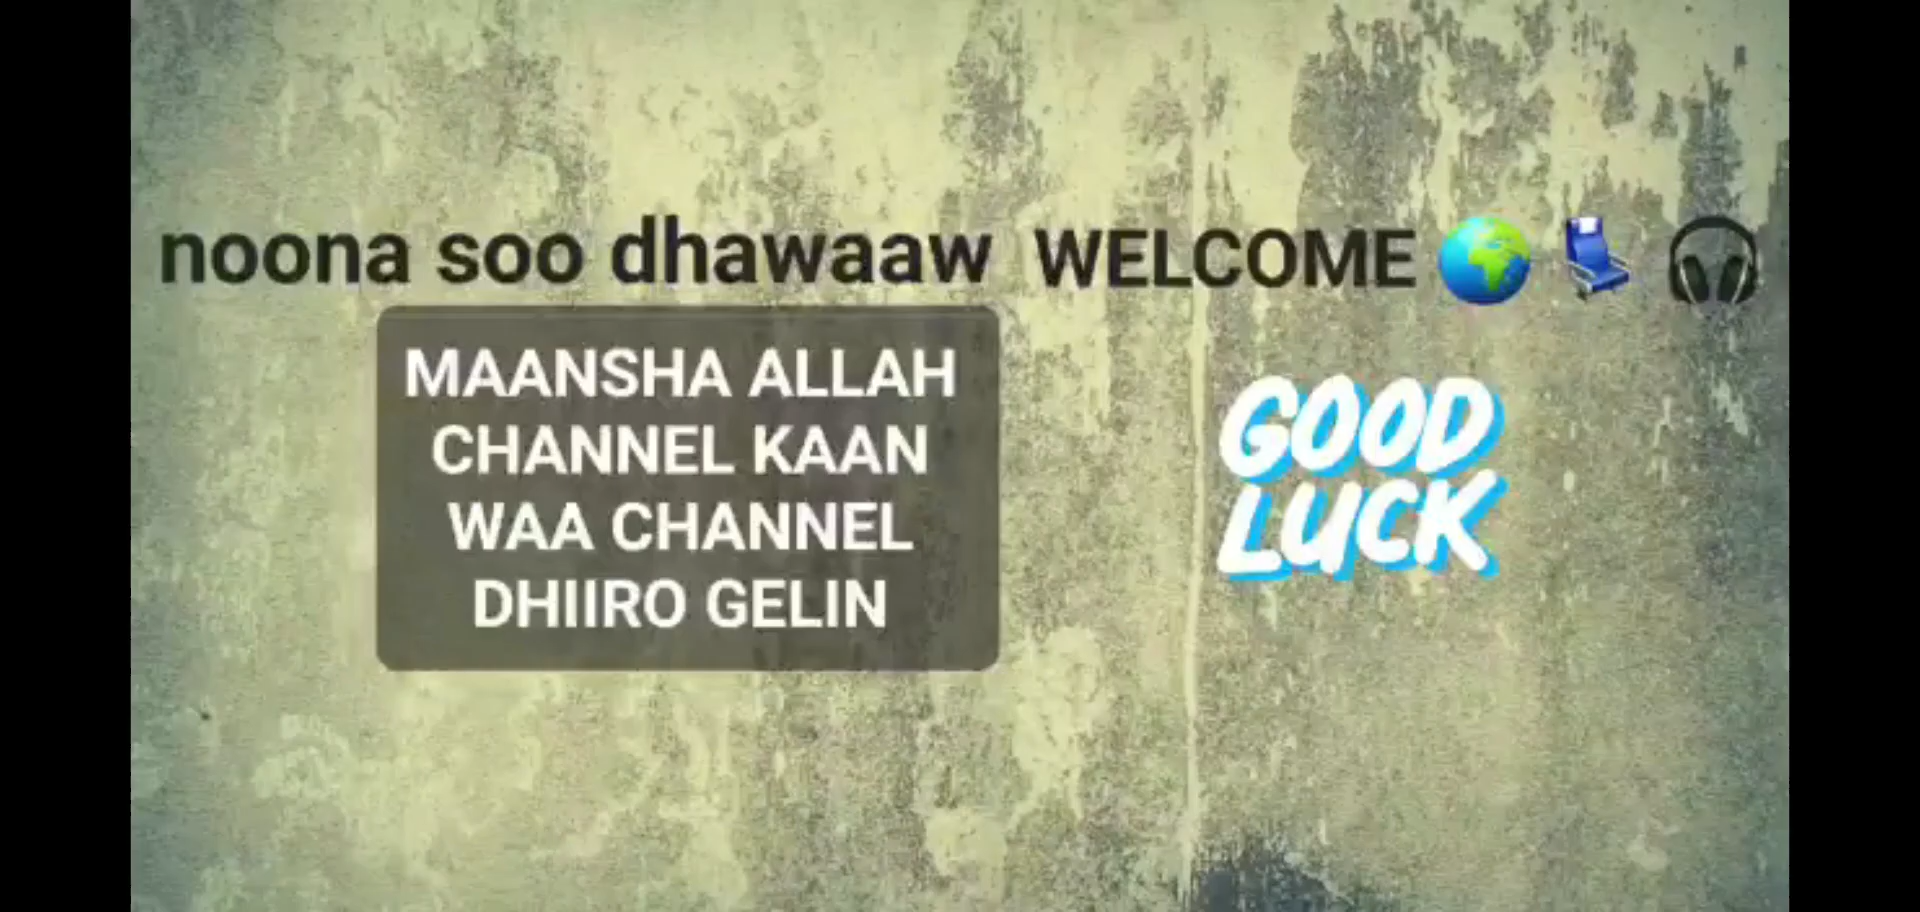 noona soo dhawaaw WELCOME 🌍 💺 🎧
MAANSHA ALLAH
CHANNEL KAAN
WAA CHANNEL
DHIIRO GELIN
GOOD
LUCK